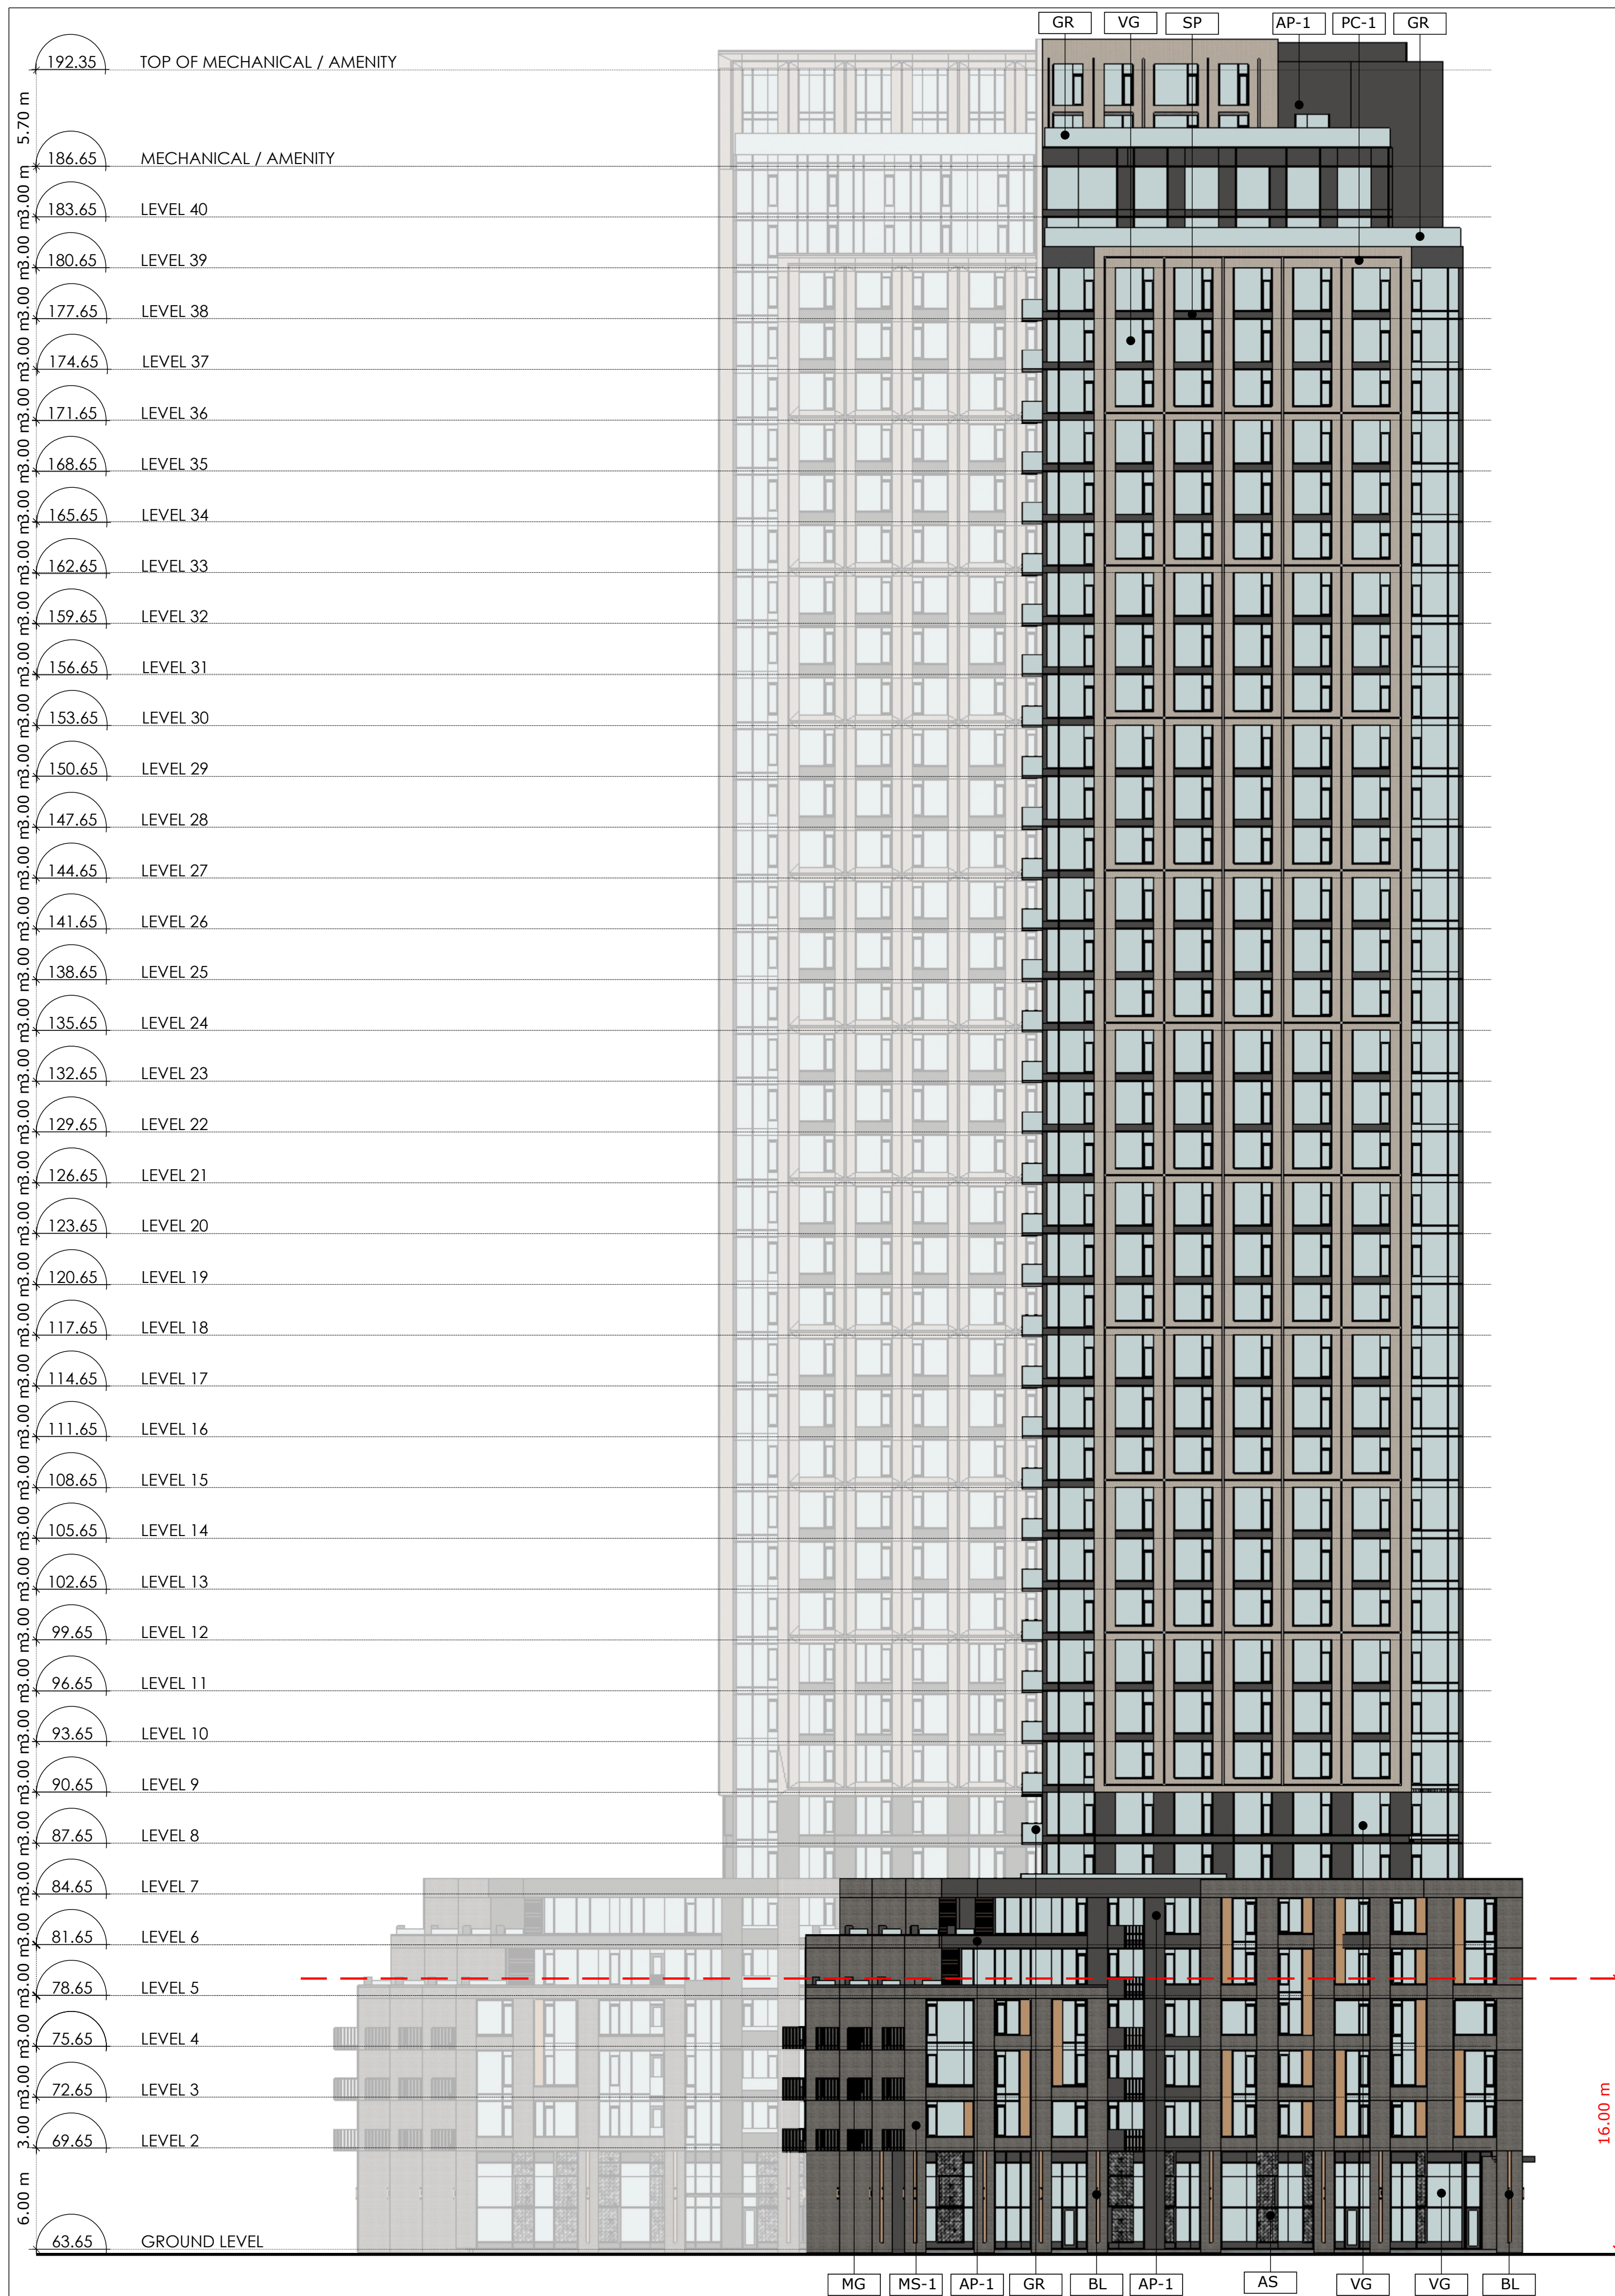 GR VG SP AP-1 PC-1 GR
192.35 TOP OF MECHANICAL / AMENITY
5.70 m
186.65 MECHANICAL / AMENITY
3.00 m
183.65 LEVEL 40
3.00 m
180.65 LEVEL 39
3.00 m
177.65 LEVEL 38
3.00 m
174.65 LEVEL 37
3.00 m
171.65 LEVEL 36
3.00 m
168.65 LEVEL 35
3.00 m
165.65 LEVEL 34
3.00 m
162.65 LEVEL 33
3.00 m
159.65 LEVEL 32
3.00 m
156.65 LEVEL 31
3.00 m
153.65 LEVEL 30
3.00 m
150.65 LEVEL 29
3.00 m
147.65 LEVEL 28
3.00 m
144.65 LEVEL 27
3.00 m
141.65 LEVEL 26
3.00 m
138.65 LEVEL 25
3.00 m
135.65 LEVEL 24
3.00 m
132.65 LEVEL 23
3.00 m
129.65 LEVEL 22
3.00 m
126.65 LEVEL 21
3.00 m
123.65 LEVEL 20
3.00 m
120.65 LEVEL 19
3.00 m
117.65 LEVEL 18
3.00 m
114.65 LEVEL 17
3.00 m
111.65 LEVEL 16
3.00 m
108.65 LEVEL 15
3.00 m
105.65 LEVEL 14
3.00 m
102.65 LEVEL 13
3.00 m
99.65 LEVEL 12
3.00 m
96.65 LEVEL 11
3.00 m
93.65 LEVEL 10
3.00 m
90.65 LEVEL 9
3.00 m
87.65 LEVEL 8
3.00 m
84.65 LEVEL 7
3.00 m
81.65 LEVEL 6
3.00 m
78.65 LEVEL 5
3.00 m
75.65 LEVEL 4
3.00 m
72.65 LEVEL 3
3.00 m
69.65 LEVEL 2
16.00 m
6.00 m
63.65 GROUND LEVEL
MG MS-1 AP-1 GR BL AP-1 AS VG VG BL